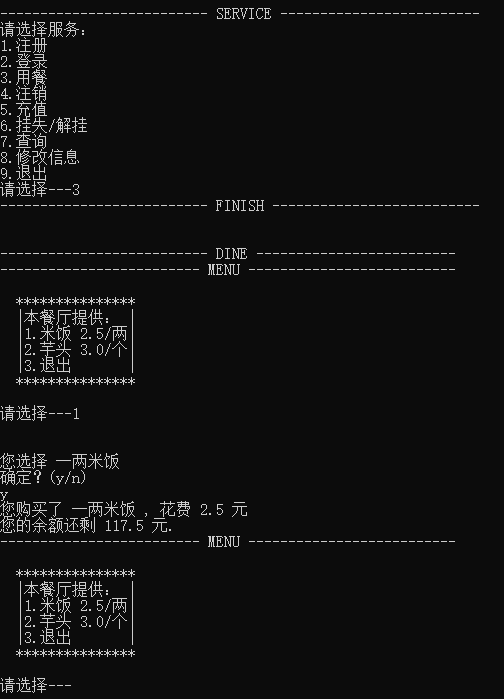 -------------------------- SERVICE --------------------------
请选择服务：
1.注册
2.登录
3.用餐
4.注销
5.充值
6.挂失/解挂
7.查询
8.修改信息
9.退出
请选择---3
-------------------------- FINISH --------------------------
-------------------------- DINE -------------------------
------------------------- MENU --------------------------
***************
|本餐厅提供： |
|1.米饭 2.5/两|
|2.芋头 3.0/个|
|3.退出       |
***************
请选择---1
您选择 一两米饭
确定？(y/n)
y
您购买了 一两米饭 , 花费 2.5 元
您的余额还剩 117.5 元.
------------------------- MENU --------------------------
***************
|本餐厅提供： |
|1.米饭 2.5/两|
|2.芋头 3.0/个|
|3.退出       |
***************
请选择---